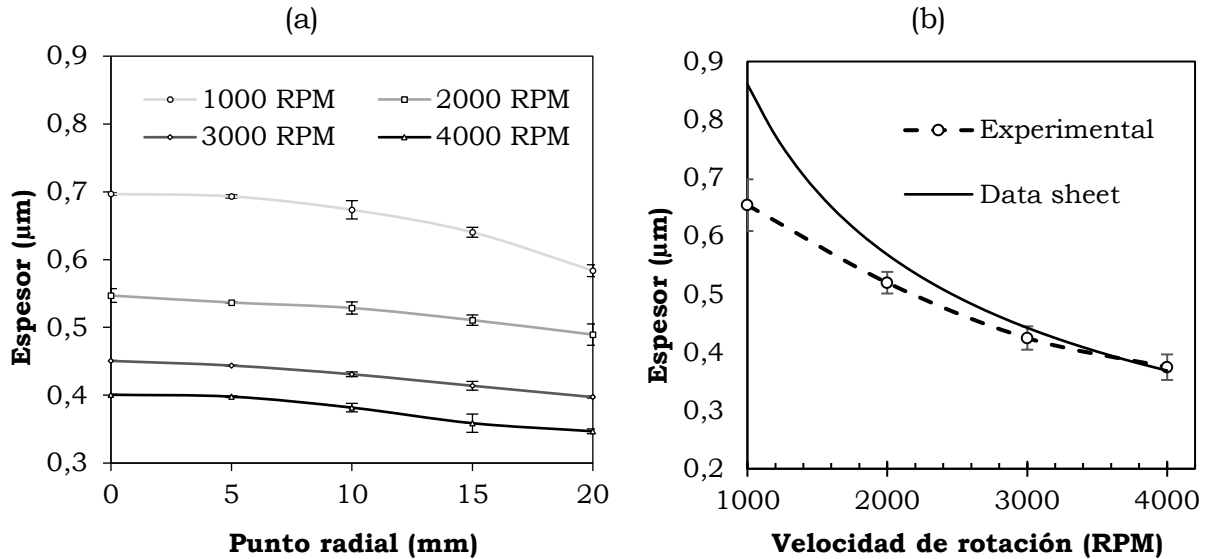 (a)
0,9
0,8
0,7
0,6
0,5
0,4
0,3
0 5 10 15 20
Espesor (µm)
Punto radial (mm)
1000 RPM 2000 RPM
3000 RPM 4000 RPM
(b)
0,9
0,8
0,7
0,6
0,5
0,4
0,3
0,2
1000 2000 3000 4000
Espesor (µm)
Velocidad de rotación (RPM)
Experimental
Data sheet